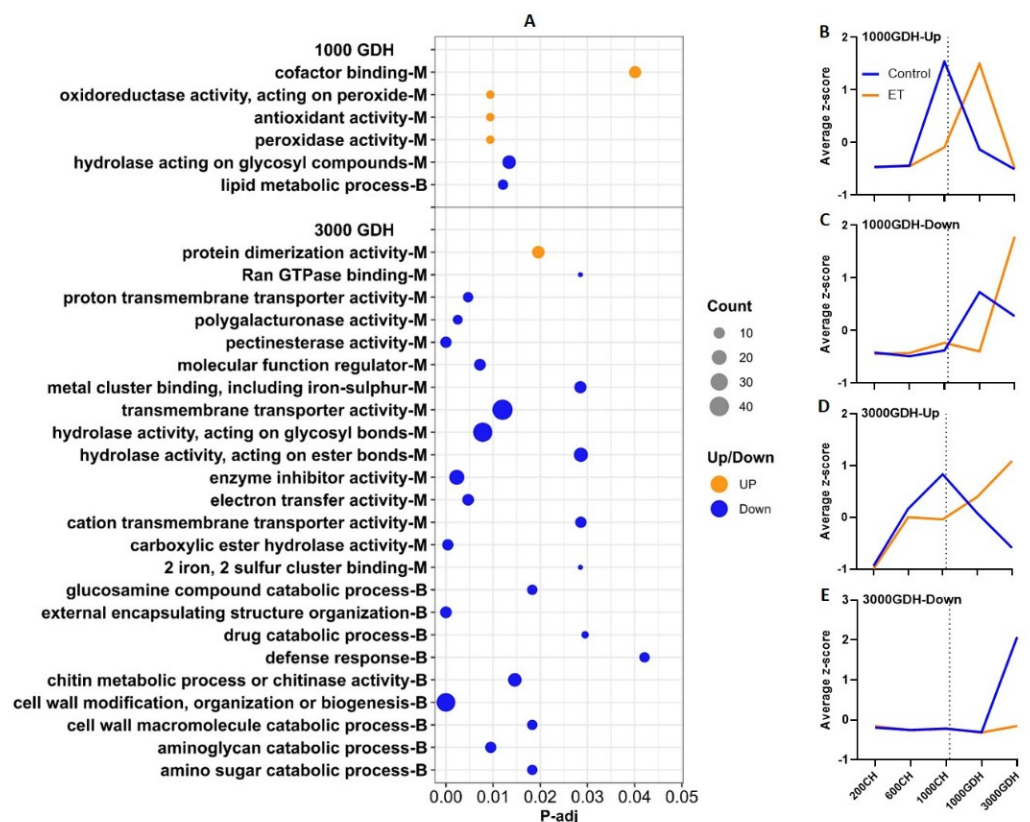 A
1000 GDH
cofactor binding-M
oxidoreductase activity, acting on peroxide-M
antioxidant activity-M
peroxidase activity-M
hydrolase acting on glycosyl compounds-M
lipid metabolic process-B
3000 GDH
protein dimerization activity-M
Ran GTPase binding-M
proton transmembrane transporter activity-M
polygalacturonase activity-M
pectinesterase activity-M
molecular function regulator-M
metal cluster binding, including iron-sulphur-M
transmembrane transporter activity-M
hydrolase activity, acting on glycosyl bonds-M
hydrolase activity, acting on ester bonds-M
enzyme inhibitor activity-M
electron transfer activity-M
cation transmembrane transporter activity-M
carboxylic ester hydrolase activity-M
2 iron, 2 sulfur cluster binding-M
glucosamine compound catabolic process-B
external encapsulating structure organization-B
drug catabolic process-B
defense response-B
chitin metabolic process or chitinase activity-B
cell wall modification, organization or biogenesis-B
cell wall macromolecule catabolic process-B
aminoglycan catabolic process-B
amino sugar catabolic process-B
0.00 0.01 0.02 0.03 0.04 0.05
P-adj
Count
10
20
30
40
Up/Down
UP
Down
B
1000GDH-Up
Control
ET
Average z-score
2
1
0
-1
C
1000GDH-Down
Average z-score
2
1
0
-1
D
3000GDH-Up
Average z-score
2
1
0
-1
E
3000GDH-Down
Average z-score
3
2
1
0
-1
200CH 600CH 1000CH 1000GDH 3000GDH